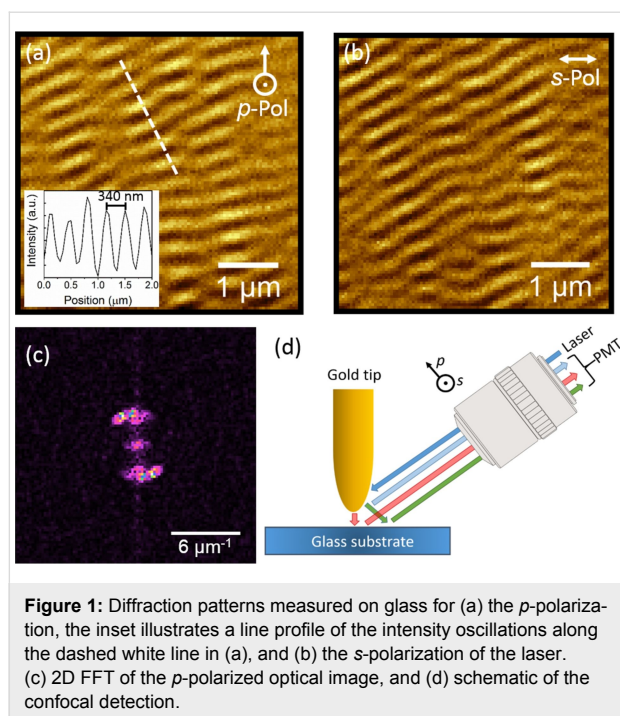 (a)
p-Pol
340 nm
Intensity (a.u.)
0.0 0.5 1.0 1.5 2.0
Position (μm)
1 μm
(b)
s-Pol
1 μm
(c)
6 μm-1
(d)
Laser
PMT
p
s
Gold tip
Glass substrate
Figure 1: Diffraction patterns measured on glass for (a) the p-polariza-
tion, the inset illustrates a line profile of the intensity oscillations along
the dashed white line in (a), and (b) the s-polarization of the laser.
(c) 2D FFT of the p-polarized optical image, and (d) schematic of the
confocal detection.